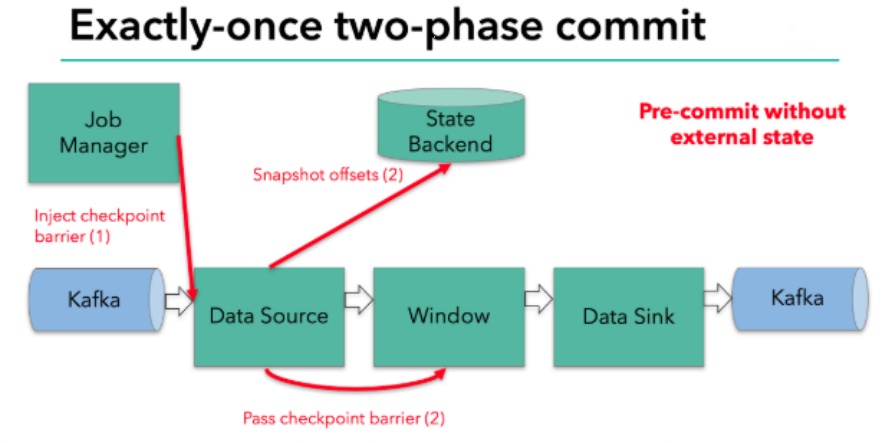 Exactly-once two-phase commit
Job
Manager
State
Backend
Pre-commit without
external state
Snapshot offsets (2)
Inject checkpoint
barrier (1)
Kafka
Data Source
Window
Data Sink
Kafka
Pass checkpoint barrier (2)